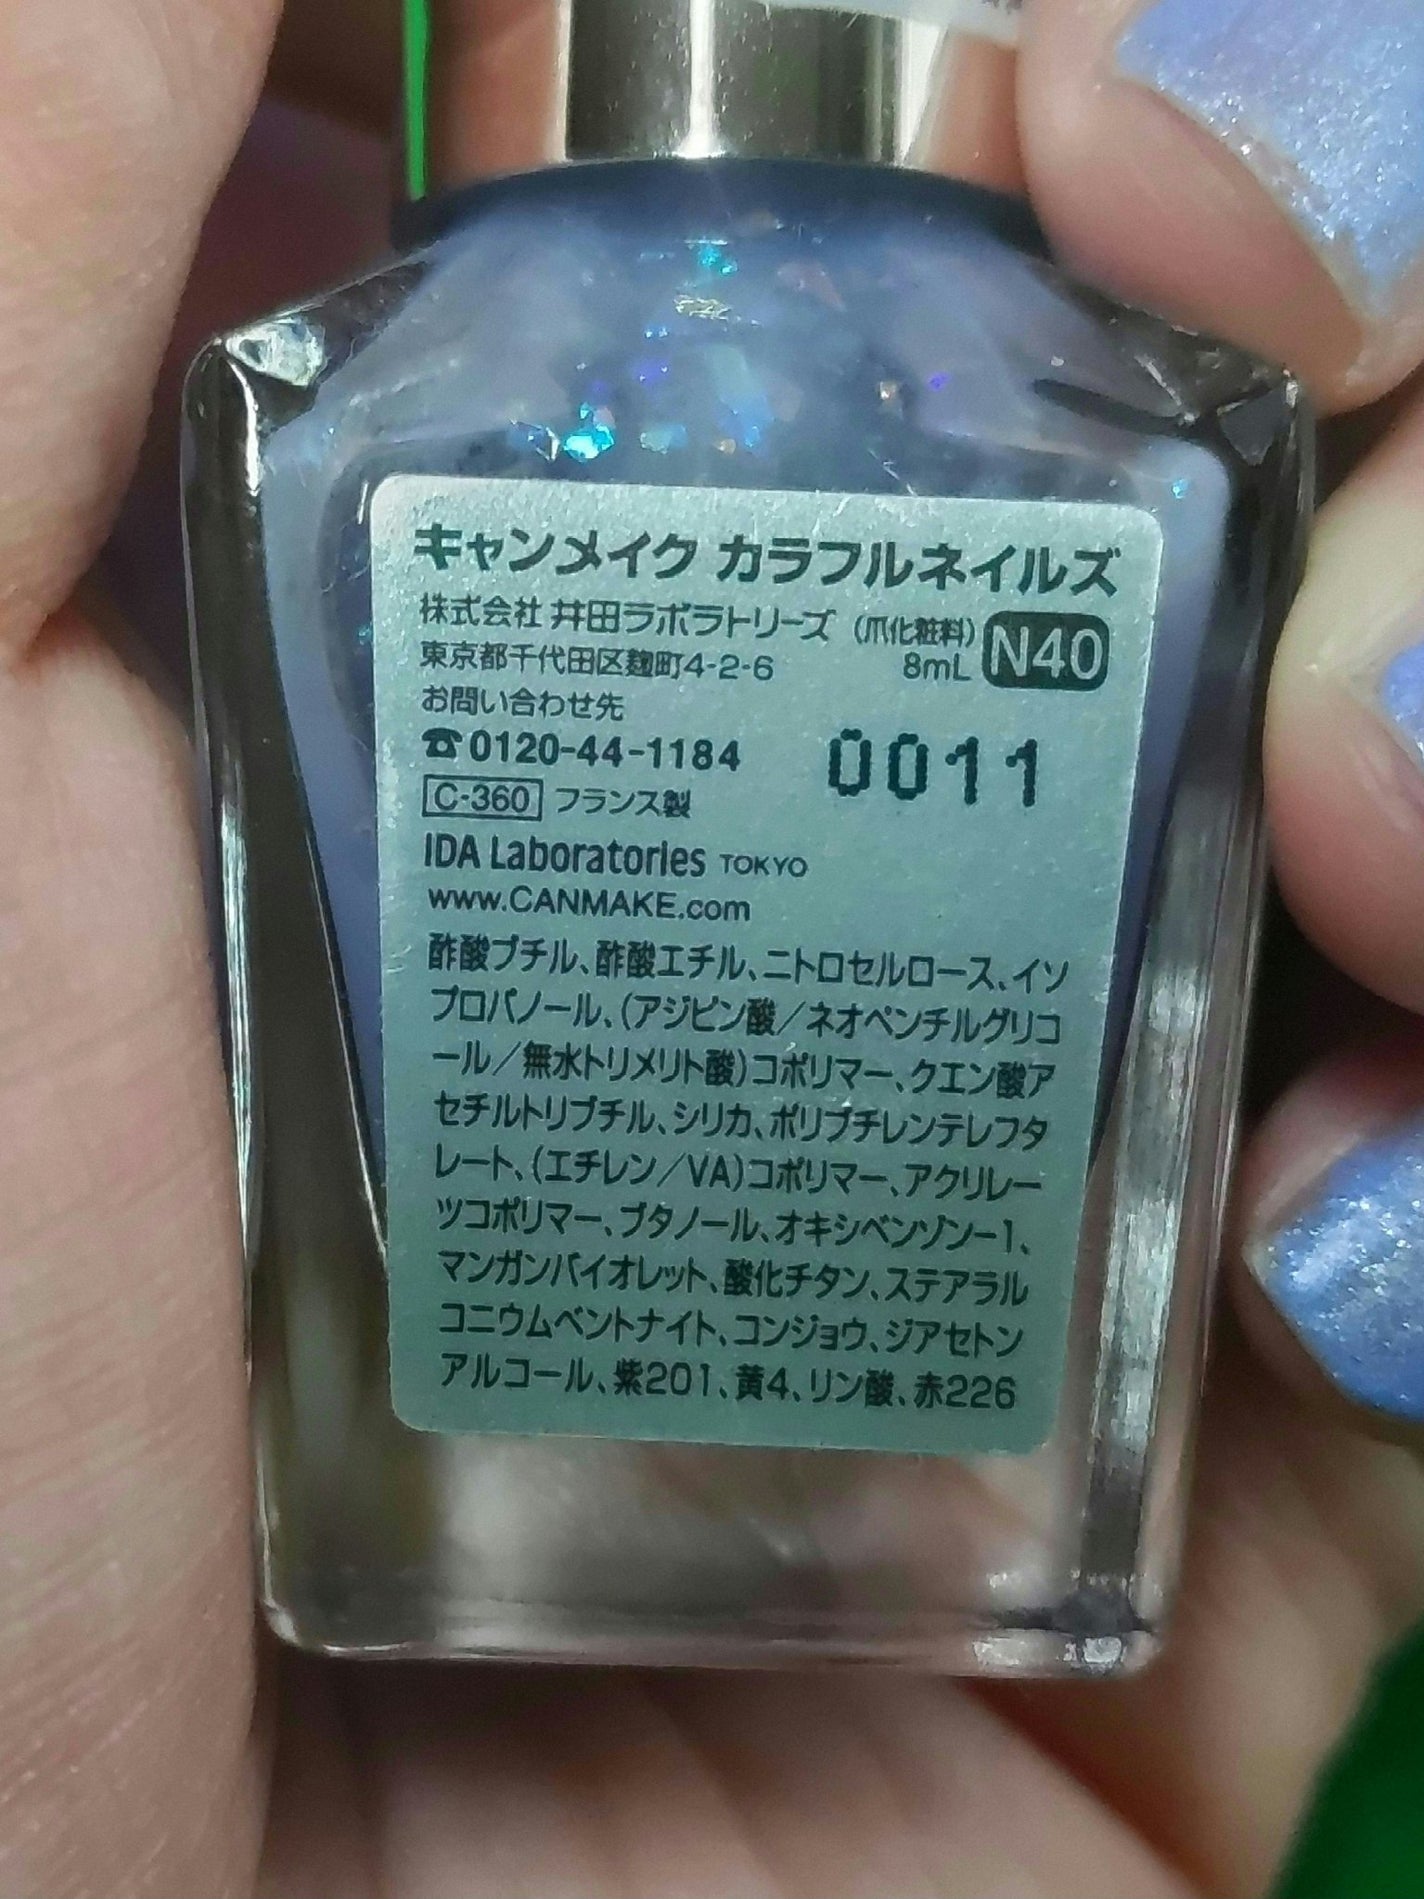 キャンメイク カラフルネイルズ
株式会社 井田ラボラトリーズ (爪化粧料)
東京都千代田区麹町4-2-6 8mL N40
お問い合わせ先
☎0120-44-1184 0011
C-360 フランス製
IDA Laboratories TOKYO
www.CANMAKE.com
酢酸ブチル、酢酸エチル、ニトロセルロース、イソ
プロパノール、(アジピン酸/ネオペンチルグリコ
ール/無水トリメリト酸)コポリマー、クエン酸ア
セチルトリブチル、シリカ、ポリブチレンテレフタ
レート、(エチレン/VA)コポリマー、アクリレー
ツコポリマー、ブタノール、オキシベンゾン-1、
マンガンバイオレット、酸化チタン、ステアラル
コニウムベントナイト、コンジョウ、ジアセトン
アルコール、紫201、黄4、リン酸、赤226